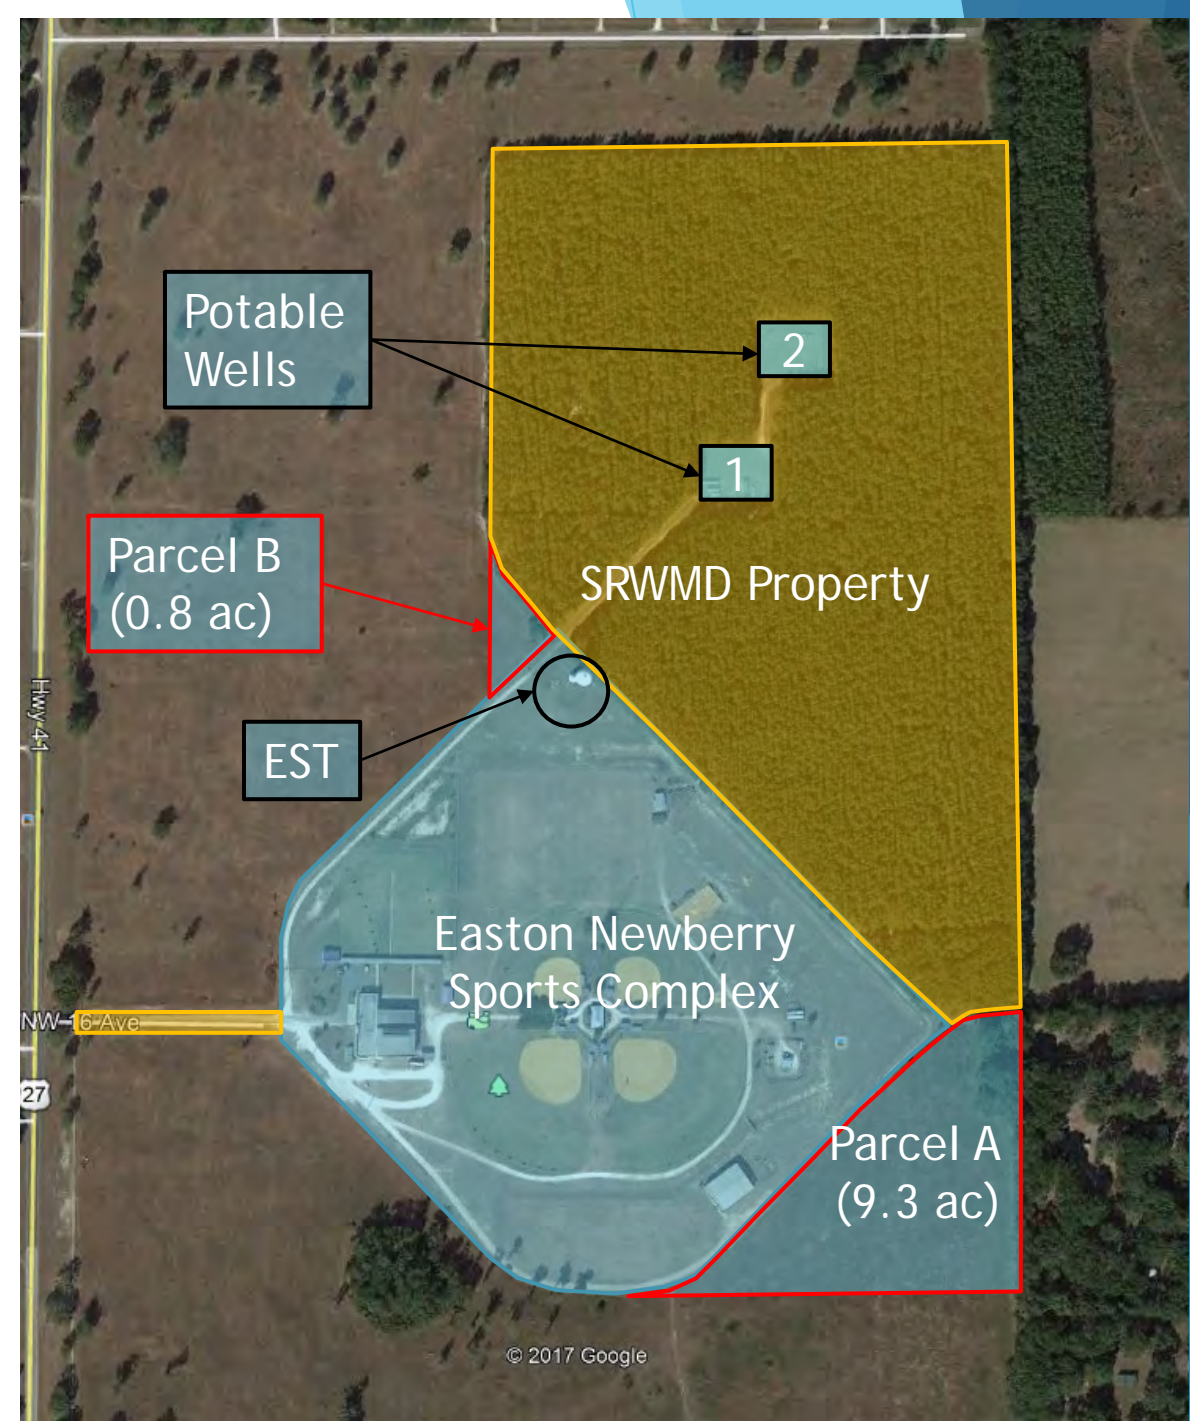 Potable
Wells
2
1
Parcel B
(0.8 ac)
SRWMD Property
Hwy 41
EST
Easton Newberry
Sports Complex
NW 16 Ave
27
Parcel A
(9.3 ac)
© 2017 Google